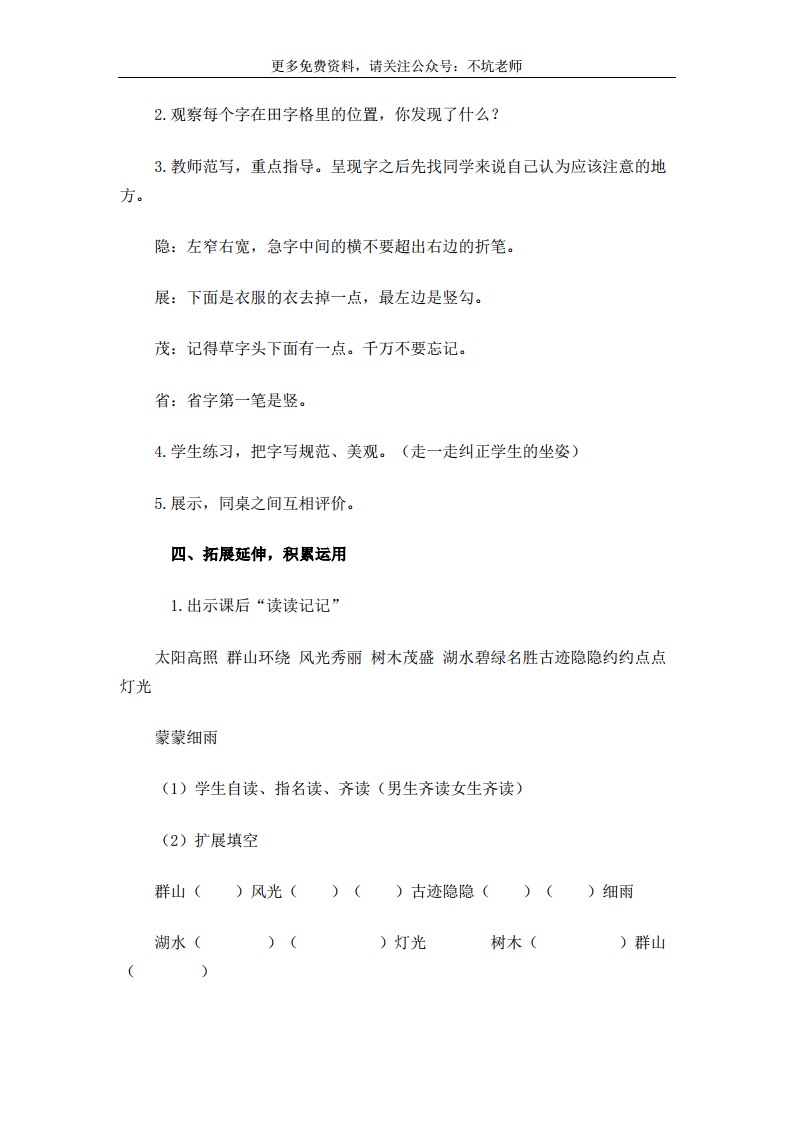 更多免费资料，请关注公众号：不坑老师
2.观察每个字在田字格里的位置，你发现了什么？
3.教师范写，重点指导。呈现字之后先找同学来说自己认为应该注意的地
方。
隐：左窄右宽，急字中间的横不要超出右边的折笔。
展：下面是衣服的衣去掉一点，最左边是竖勾。
茂：记得草字头下面有一点。千万不要忘记。
省：省字第一笔是竖。
4.学生练习，把字写规范、美观。（走一走纠正学生的坐姿）
5.展示，同桌之间互相评价。
四、拓展延伸，积累运用
1.出示课后“读读记记”
太阳高照 群山环绕 风光秀丽 树木茂盛 湖水碧绿名胜古迹隐隐约约点点
灯光
蒙蒙细雨
（1）学生自读、指名读、齐读（男生齐读女生齐读）
（2）扩展填空
群山（　　）风光（　　）（　　）古迹隐隐（　　）（　　）细雨
湖水（　　　　）（　　　　　）灯光　　　　树木（　　　　　）群山
（　　　　）